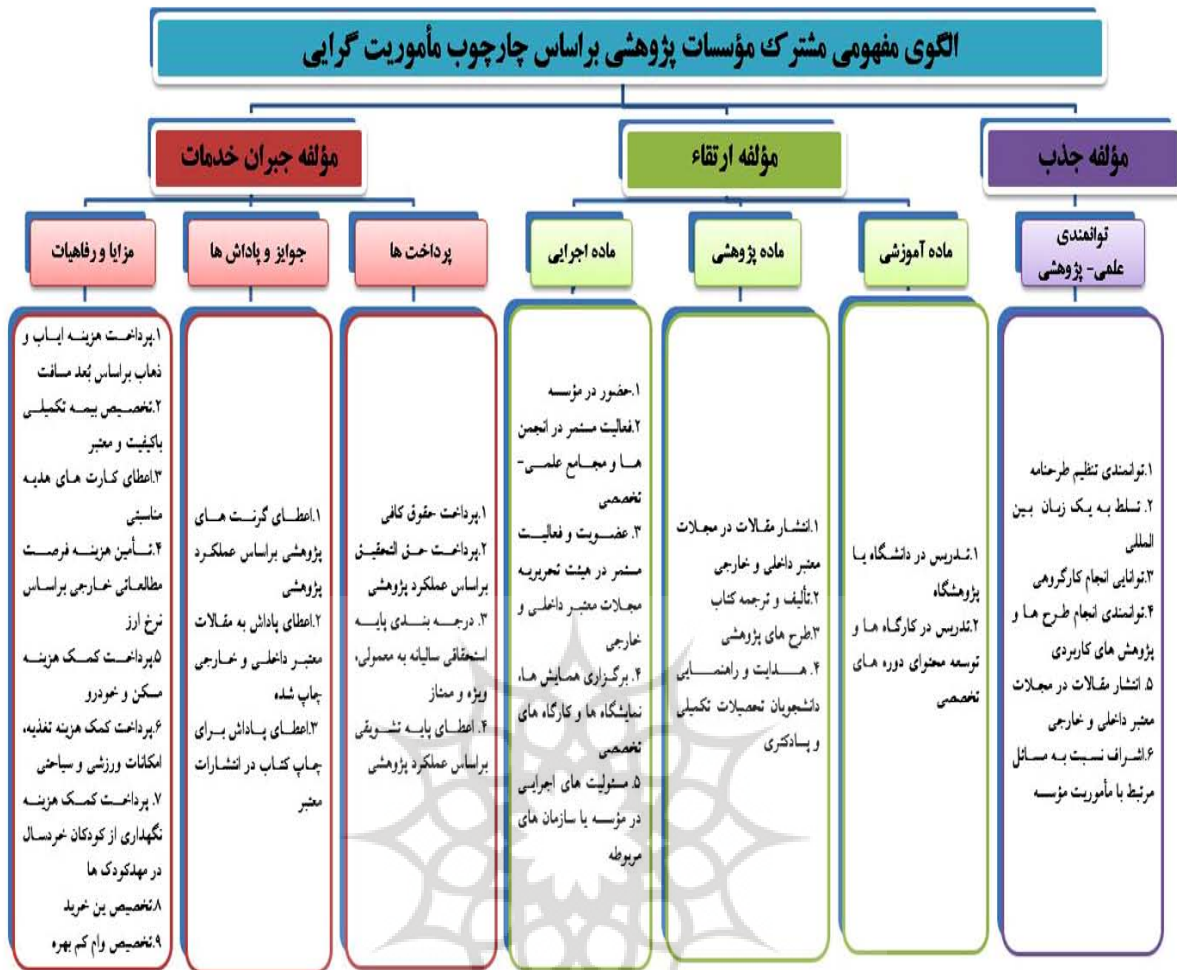 الگوی مفهومی مشترک مؤسسات پژوهشی براساس چارچوب مأموریت گرایی
مؤلفه جذب
مؤلفه ارتقاء
مؤلفه جبران خدمات
توانمندی
علمی- پژوهشی
ماده آموزشی
ماده پژوهشی
ماده اجرایی
پرداخت ها
جوایز و پاداش ها
مزایا و رفاهیات
۱.توانمندی تنظیم طرحنامه
۲. تسلط به یک زبان بین
المللی
۳.توانایی انجام کارگروهی
۴.توانمندی انجام طرح ها و
پژوهش های کاربردی
۵. انتشار مقالات در مجلات
معتبر داخلی و خارجی
۶.اشراف نسبت به مسائل
مرتبط با مأموریت مؤسسه
۱.تدریس در دانشگاه یا
پژوهشگاه
۲.تدریس در کارگاه ها و
توسعه محتوای دوره های
تخصصی
۱.انتشار مقالات در مجلات
معتبر داخلی و خارجی
۲.تألیف و ترجمه کتاب
۳.طرح های پژوهشی
۴. هدایت و راهنمایی
دانشجویان تحصیلات تکمیلی
و پسادکتری
۱.حضور در مؤسسه
۲.فعالیت مستمر در انجمن
ها و مجامع علمی-
تخصصی
۳. عضویت و فعالیت
مستمر در هیئت تحریریه
مجلات معتبر داخلی و
خارجی
۴. برگزاری همایش ها،
نمایشگاه ها و کارگاه های
تخصصی
۵. مسئولیت های اجرایی
در مؤسسه یا سازمان های
مربوطه
۱.پرداخت حقوق کافی
۲.پرداخت حق التحقیق
براساس عملکرد پژوهشی
۳. درجه بندی پایه
استحقاقی سالیانه به معمولی،
ویژه و ممتاز
۴. اعطای پایه تشویقی
براساس عملکرد پژوهشی
۱.اعطای گرنت های
پژوهشی براساس عملکرد
پژوهشی
۲.اعطای پاداش به مقالات
معتبر داخلی و خارجی
چاپ شده
۳.اعطای پاداش برای
چاپ کتاب در انتشارات
معتبر
۱.پرداخت هزینه ایاب و
ذهاب براساس بُعد مسافت
۲.تخصیص بیمه تکمیلی
باکیفیت و معتبر
۳.اعطای کارت های هدیه
مناسبتی
۴.تأمین هزینه فرصت
مطالعاتی خارجی براساس
نرخ ارز
۵.پرداخت کمک هزینه
مسکن و خودرو
۶.پرداخت کمک هزینه تغذیه،
امکانات ورزشی و سیاحتی
۷. پرداخت کمک هزینه
نگهداری از کودکان خردسال
در مهدکودک ها
۸.تخصیص بن خرید
۹.تخصیص وام کم بهره